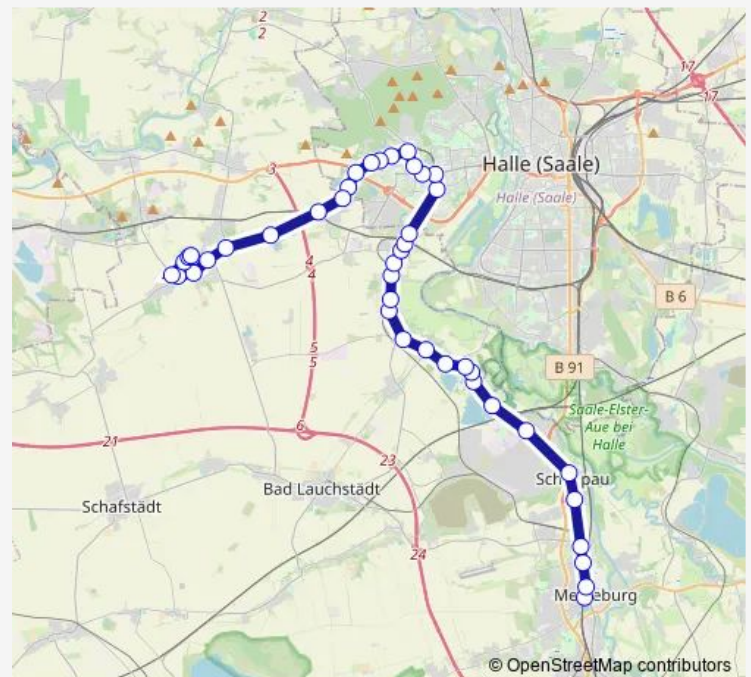 2
2
17
17
3
Halle (Saale)
Halle (Saale)
4
4
B 6
5
5
B 91
Saale-Elster-
Aue bei
Halle
21
6
23
Bad Lauchstädt
Schafstädt
24
© OpenStreetMap contributors